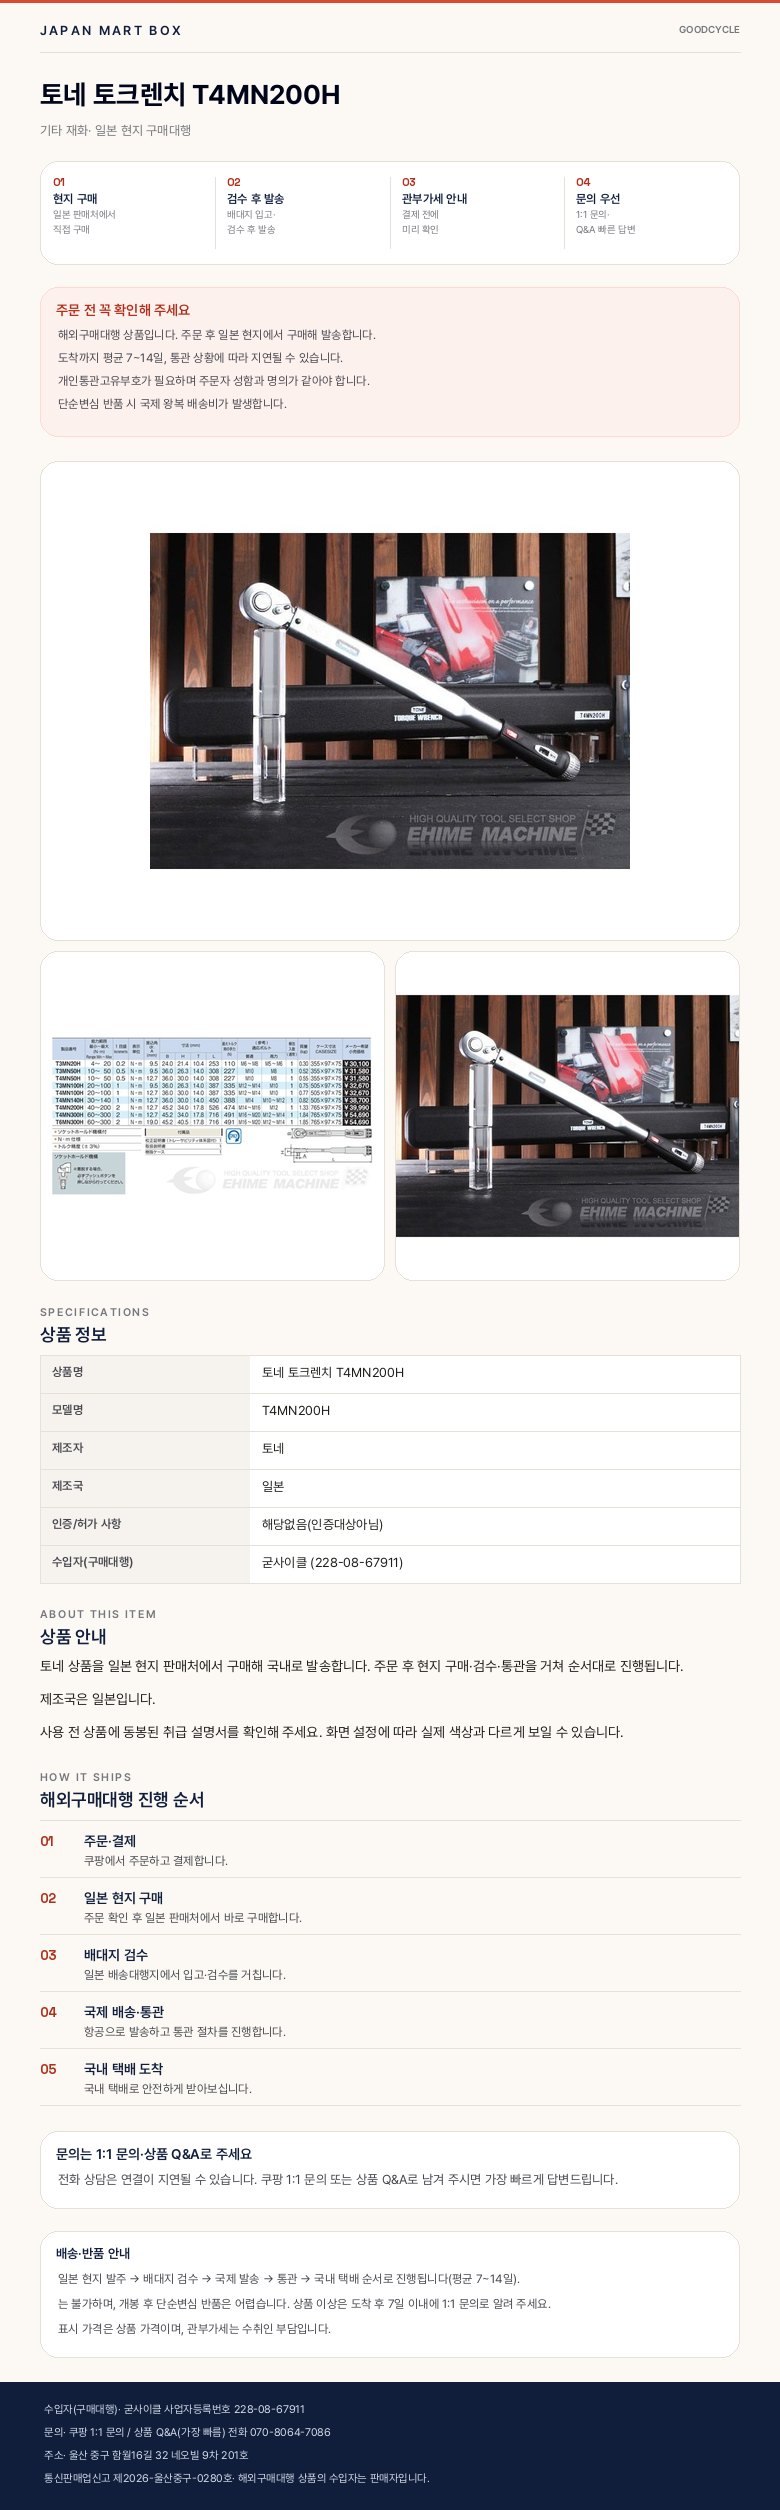 JAPAN MART BOX
GOODCYCLE
토네 토크렌치 T4MN200H
기타 재화· 일본 현지 구매대행
01
현지 구매
일본 판매처에서
직접 구매
02
검수 후 발송
배대지 입고·
검수 후 발송
03
관부가세 안내
결제 전에
미리 확인
04
문의 우선
1:1 문의·
Q&A 빠른 답변
주문 전 꼭 확인해 주세요
해외구매대행 상품입니다. 주문 후 일본 현지에서 구매해 발송합니다.
도착까지 평균 7~14일, 통관 상황에 따라 지연될 수 있습니다.
개인통관고유부호가 필요하며 주문자 성함과 명의가 같아야 합니다.
단순변심 반품 시 국제 왕복 배송비가 발생합니다.
TONE
TORQUE WRENCH
T4MN200H
HIGH QUALITY TOOL SELECT SHOP
EHIME MACHINE
T3MN20H
T3MN50H
T4MN50H
T3MN100H
T4MN100H
T4MN140H
T4MN200H
T4MN300H
T6MN300H
HIGH QUALITY TOOL SELECT SHOP
EHIME MACHINE
TORQUE WRENCH
HIGH QUALITY TOOL SELECT SHOP
EHIME MACHINE
SPECIFICATIONS
상품 정보
상품명 토네 토크렌치 T4MN200H
모델명 T4MN200H
제조자 토네
제조국 일본
인증/허가 사항 해당없음(인증대상아님)
수입자(구매대행) 굳사이클 (228-08-67911)
ABOUT THIS ITEM
상품 안내
토네 상품을 일본 현지 판매처에서 구매해 국내로 발송합니다. 주문 후 현지 구매·검수·통관을 거쳐 순서대로 진행됩니다.
제조국은 일본입니다.
사용 전 상품에 동봉된 취급 설명서를 확인해 주세요. 화면 설정에 따라 실제 색상과 다르게 보일 수 있습니다.
HOW IT SHIPS
해외구매대행 진행 순서
01 주문·결제
쿠팡에서 주문하고 결제합니다.
02 일본 현지 구매
주문 확인 후 일본 판매처에서 바로 구매합니다.
03 배대지 검수
일본 배송대행지에서 입고·검수를 거칩니다.
04 국제 배송·통관
항공으로 발송하고 통관 절차를 진행합니다.
05 국내 택배 도착
국내 택배로 안전하게 받아보십니다.
문의는 1:1 문의·상품 Q&A로 주세요
전화 상담은 연결이 지연될 수 있습니다. 쿠팡 1:1 문의 또는 상품 Q&A로 남겨 주시면 가장 빠르게 답변드립니다.
배송·반품 안내
일본 현지 발주 → 배대지 검수 → 국제 발송 → 통관 → 국내 택배 순서로 진행됩니다(평균 7~14일).
는 불가하며, 개봉 후 단순변심 반품은 어렵습니다. 상품 이상은 도착 후 7일 이내에 1:1 문의로 알려 주세요.
표시 가격은 상품 가격이며, 관부가세는 수취인 부담입니다.
수입자(구매대행)· 굳사이클 사업자등록번호 228-08-67911
문의· 쿠팡 1:1 문의 / 상품 Q&A(가장 빠름) 전화 070-8064-7086
주소· 울산 중구 함월16길 32 네오빌 9차 201호
통신판매업신고 제2026-울산중구-0280호· 해외구매대행 상품의 수입자는 판매자입니다.